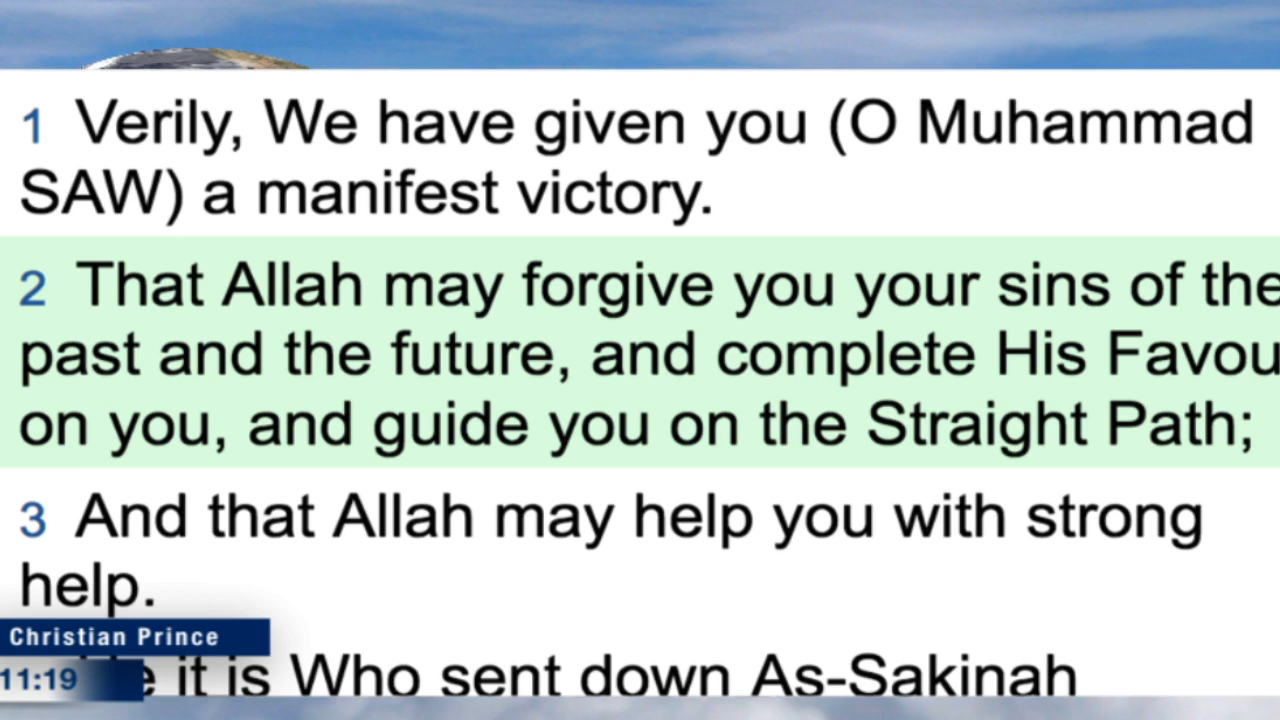 1 Verily, We have given you (O Muhammad
SAW) a manifest victory.
2 That Allah may forgive you your sins of the
past and the future, and complete His Favou
on you, and guide you on the Straight Path;
3 And that Allah may help you with strong
help.
Christian Prince
11:19
it is Who sent down As-Sakinah